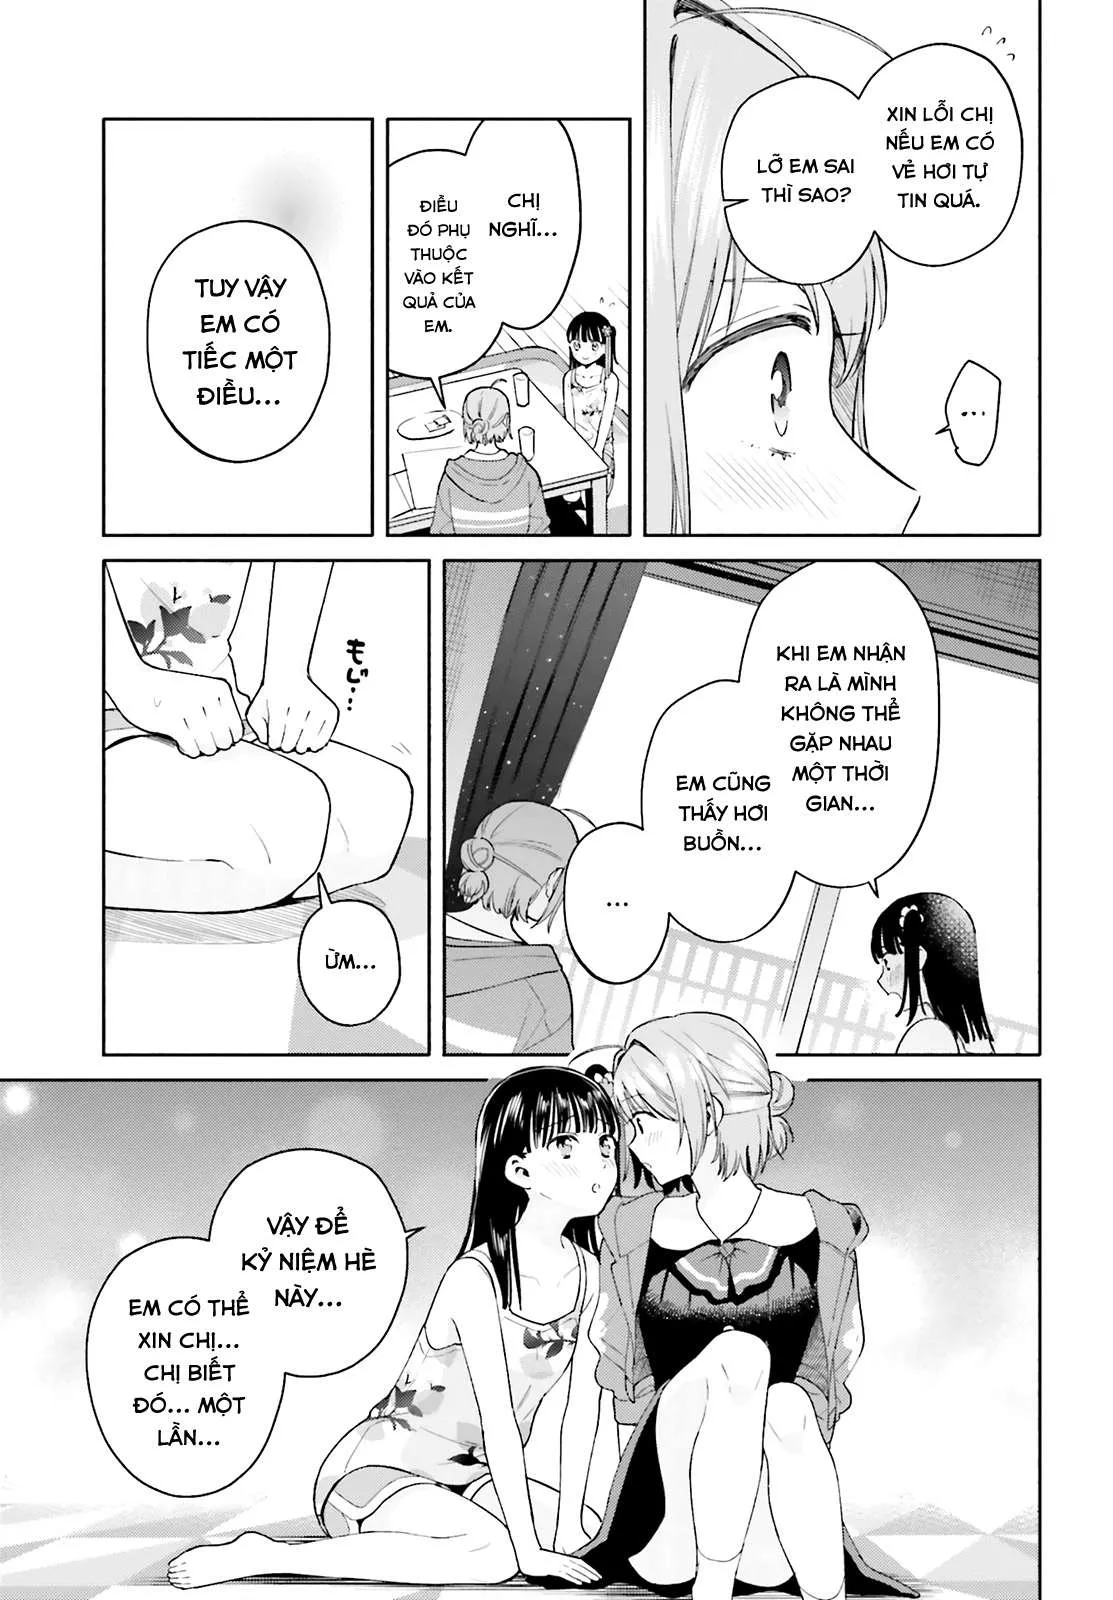 XIN LỖI CHỊ
NẾU EM CÓ
VẺ HƠI TỰ
TIN QUÁ.
LỠ EM SAI
THÌ SAO?
...
CHỊ
NGHĨ...
ĐIỀU
ĐÓ PHỤ
THUỘC
VÀO KẾT
QUẢ CỦA
EM.
TUY VẬY
EM CÓ
TIẾC MỘT
ĐIỀU...
KHI EM NHẬN
RA LÀ MÌNH
KHÔNG THỂ
GẶP NHAU
MỘT THỜI
GIAN...
EM CŨNG
THẤY HƠI
BUỒN...
...
もじ...
ỪM...
VẬY ĐỂ
KỶ NIỆM HÈ
NÀY...
EM CÓ THỂ
XIN CHỊ...
CHỊ BIẾT
ĐÓ... MỘT
LẦN...